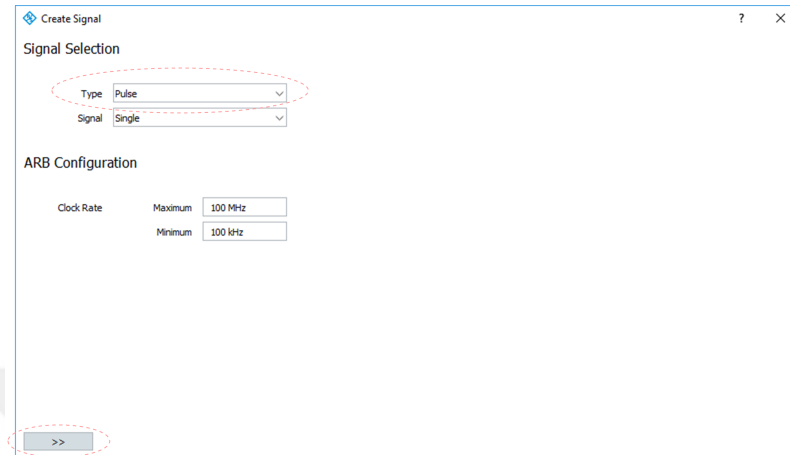 Create Signal ? ×
Signal Selection
Type Pulse
Signal Single
ARB Configuration
Clock Rate Maximum 100 MHz
Minimum 100 kHz
>>